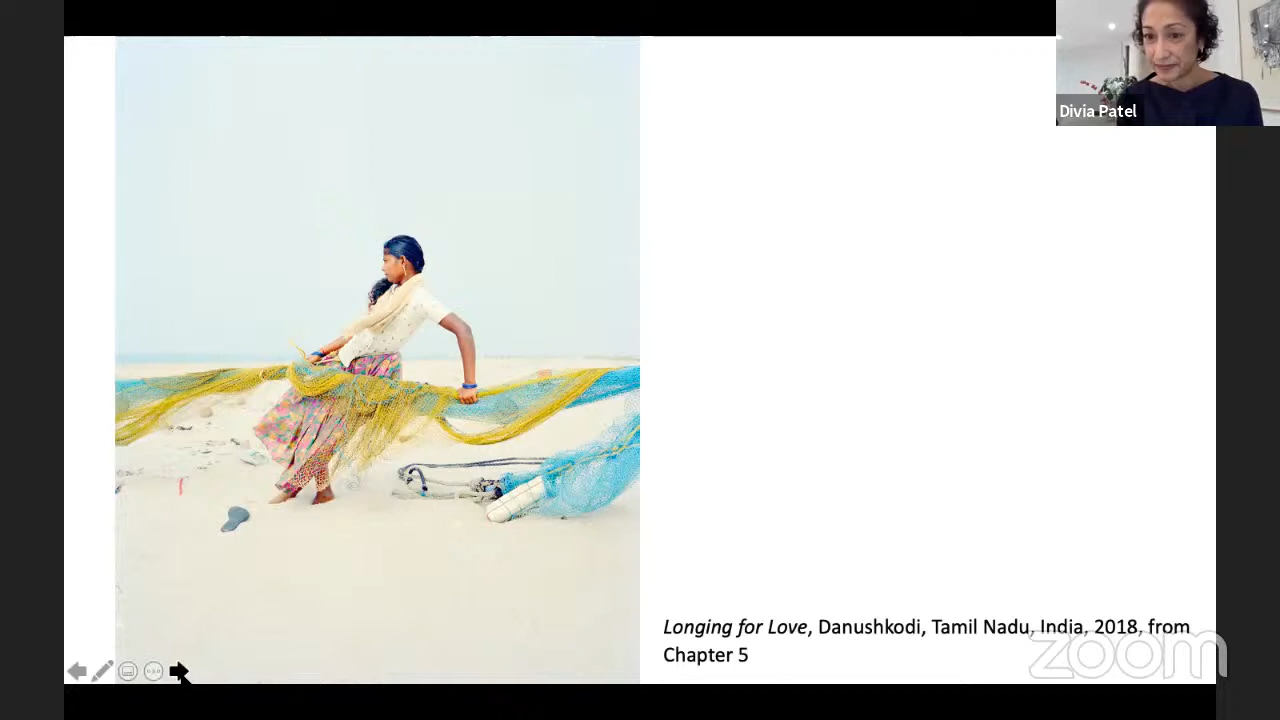 Divia Patel
Longing for Love, Danushkodi, Tamil Nadu, India, 2018, from
Chapter 5
zoom